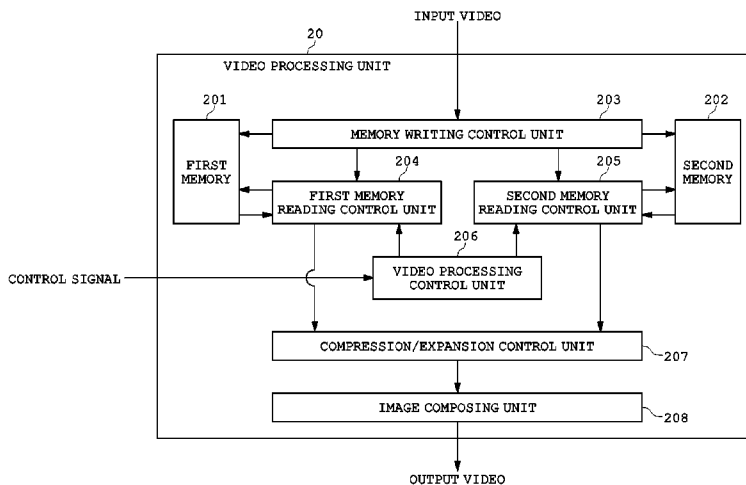 INPUT VIDEO
20
VIDEO PROCESSING UNIT
201
203
202
MEMORY WRITING CONTROL UNIT
FIRST
MEMORY
204
205
SECOND
MEMORY
FIRST MEMORY
READING CONTROL UNIT
SECOND MEMORY
READING CONTROL UNIT
206
CONTROL SIGNAL
VIDEO PROCESSING
CONTROL UNIT
COMPRESSION/EXPANSION CONTROL UNIT
207
IMAGE COMPOSING UNIT
208
OUTPUT VIDEO